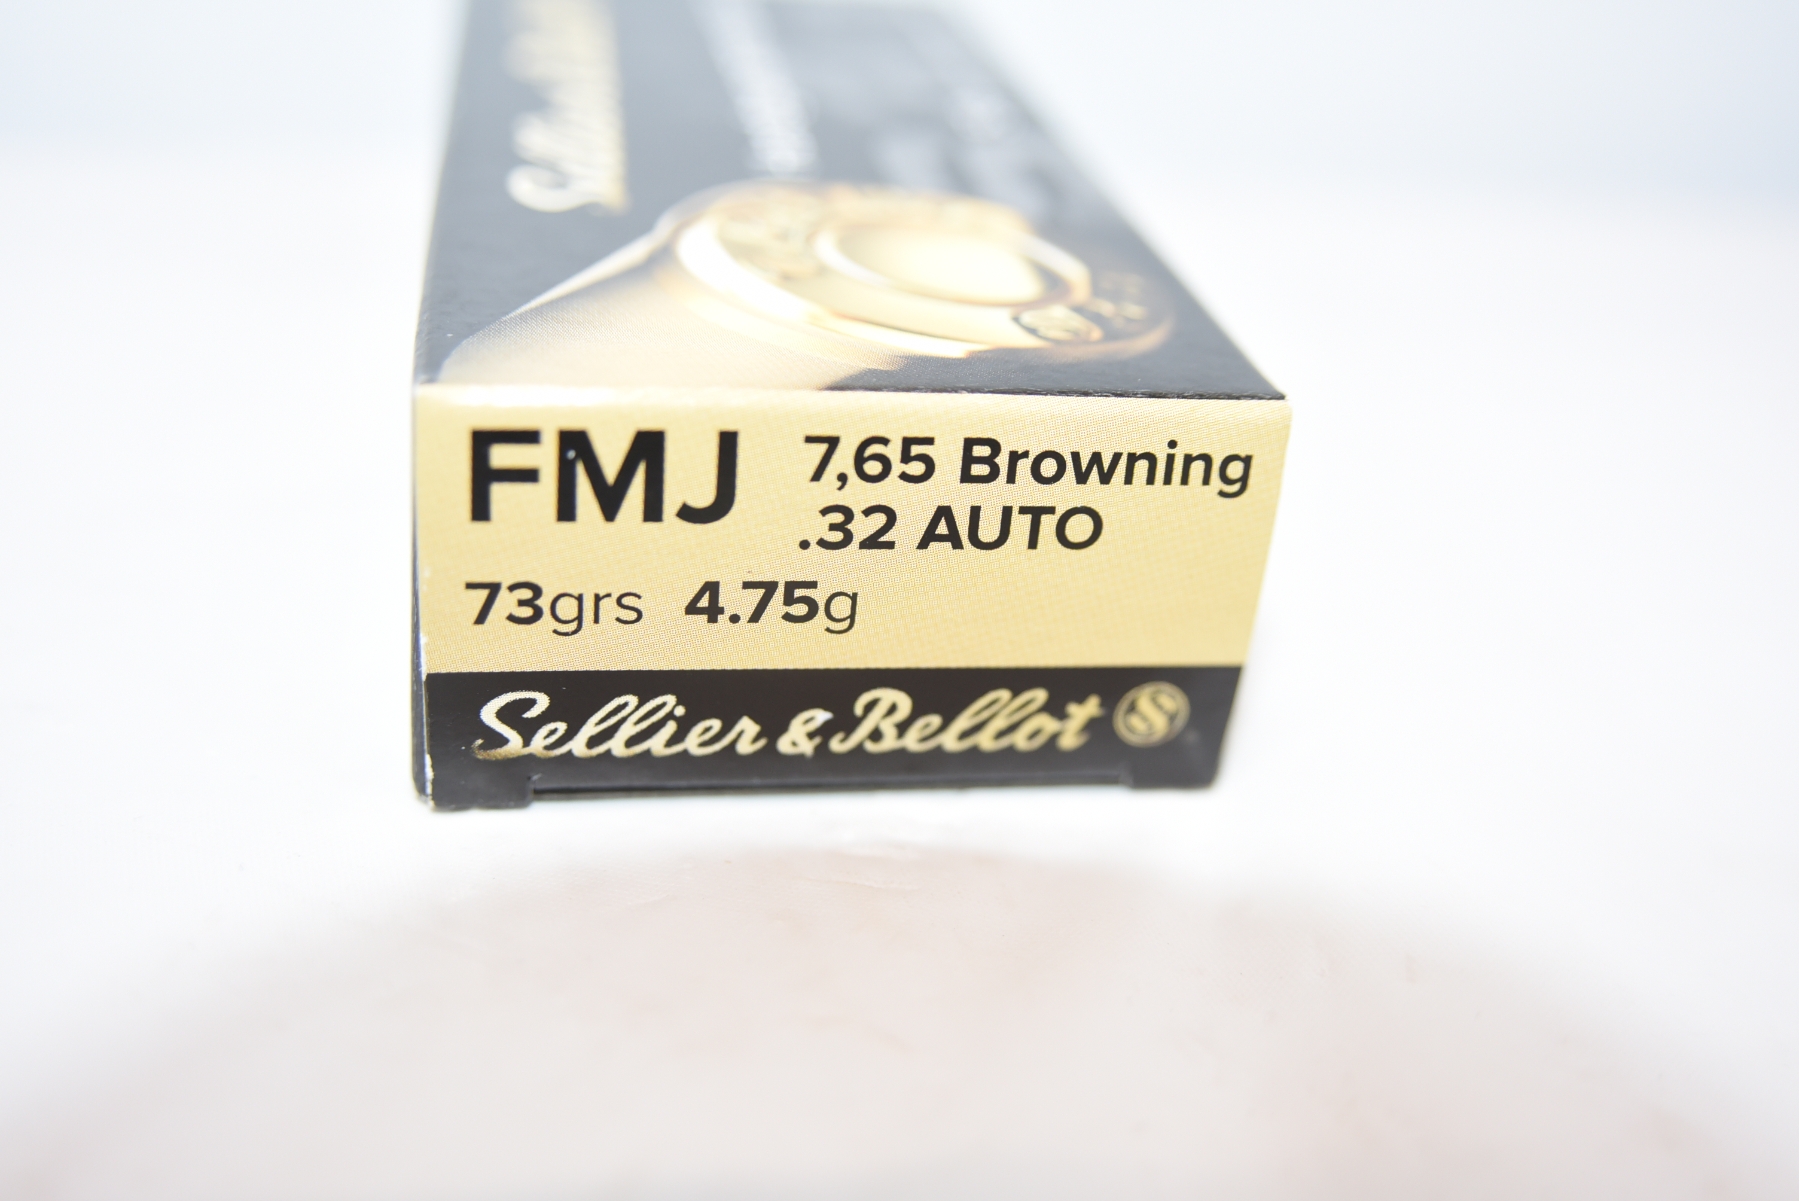 FMJ
7,65 Browning
.32 AUTO
73grs 4.75g
Sellier & Bellot S